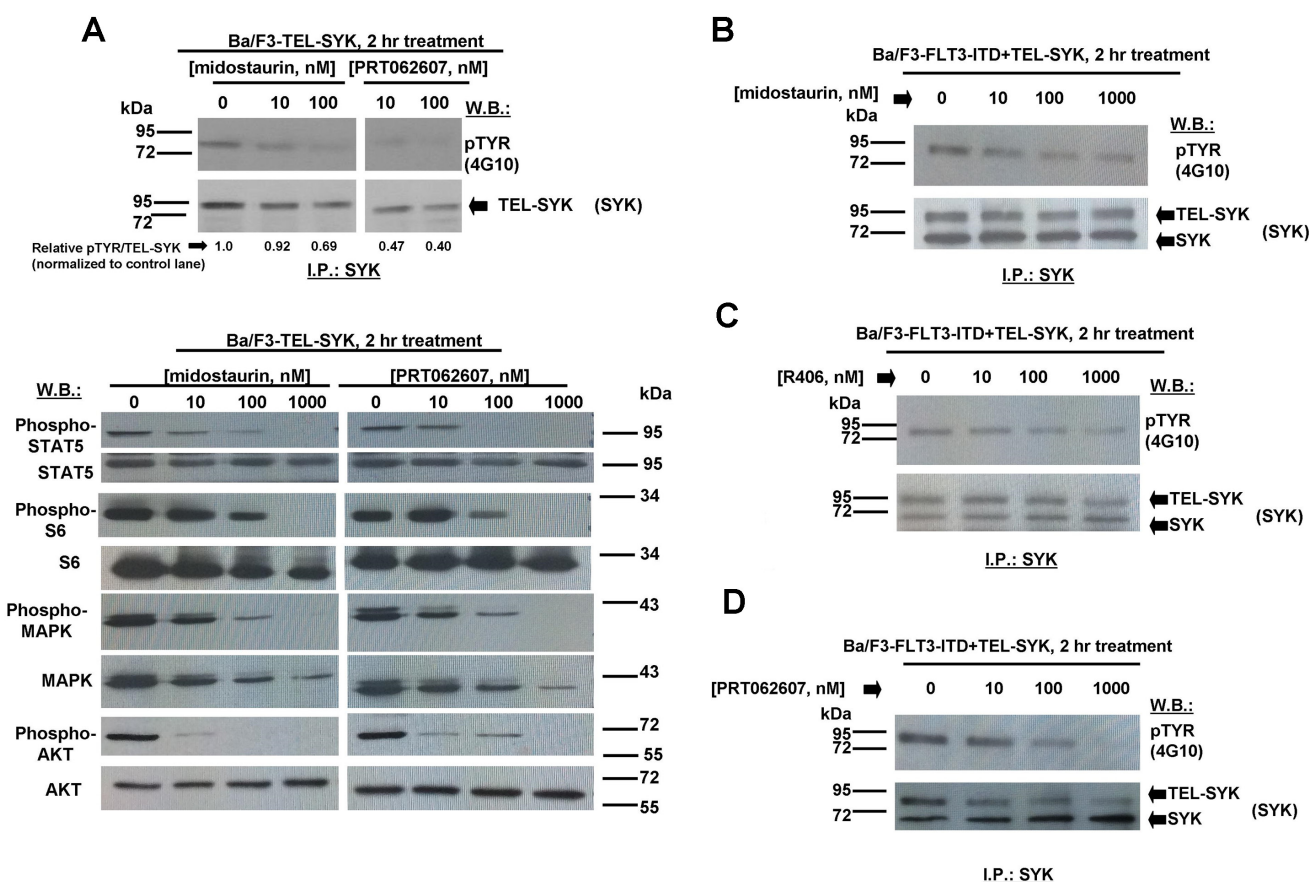 A
Ba/F3-TEL-SYK, 2 hr treatment
[midostaurin, nM] [PRT062607, nM]
kDa 0 10 100 10 100 W.B.:
95
72
pTYR
(4G10)
95
72
TEL-SYK (SYK)
Relative pTYR/TEL-SYK 1.0 0.92 0.69 0.47 0.40
(normalized to control lane)
I.P.: SYK
Ba/F3-TEL-SYK, 2 hr treatment
W.B.: [midostaurin, nM] [PRT062607, nM]
0 10 100 1000 0 10 100 1000 kDa
Phospho-
STAT5
95
STAT5 95
34
Phospho-
S6
S6 34
Phospho-
MAPK
43
MAPK 43
Phospho-
AKT
72
55
AKT 72
55
B
Ba/F3-FLT3-ITD+TEL-SYK, 2 hr treatment
[midostaurin, nM] 0 10 100 1000
kDa W.B.:
95
72
pTYR
(4G10)
95 TEL-SYK
72 SYK
(SYK)
I.P.: SYK
C
Ba/F3-FLT3-ITD+TEL-SYK, 2 hr treatment
[R406, nM] 0 10 100 1000
kDa W.B.:
95
72
pTYR
(4G10)
95 TEL-SYK
72 SYK
(SYK)
I.P.: SYK
D
Ba/F3-FLT3-ITD+TEL-SYK, 2 hr treatment
[PRT062607, nM] 0 10 100 1000
kDa W.B.:
95
72
pTYR
(4G10)
95 TEL-SYK
72 SYK
(SYK)
I.P.: SYK